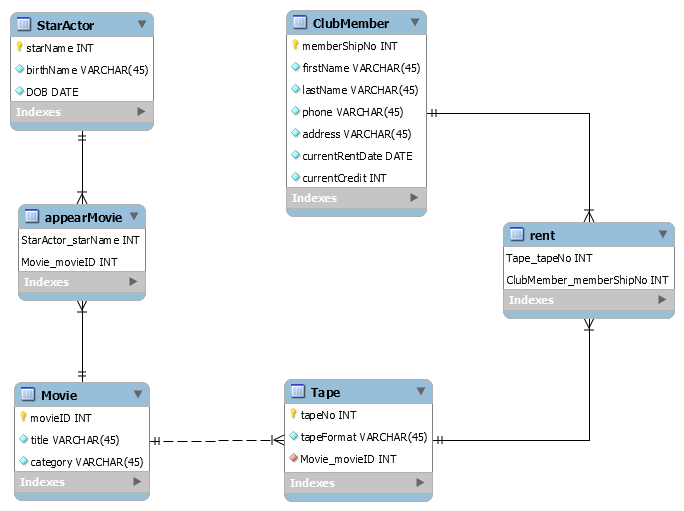 StarActor
starName INT
birthName VARCHAR(45)
DOB DATE
Indexes
ClubMember
memberShipNo INT
firstName VARCHAR(45)
lastName VARCHAR(45)
phone VARCHAR(45)
address VARCHAR(45)
currentRentDate DATE
currentCredit INT
Indexes
appearMovie
StarActor_starName INT
Movie_movieID INT
Indexes
rent
Tape_tapeNo INT
ClubMember_memberShipNo INT
Indexes
Movie
movieID INT
title VARCHAR(45)
category VARCHAR(45)
Indexes
Tape
tapeNo INT
tapeFormat VARCHAR(45)
Movie_movieID INT
Indexes